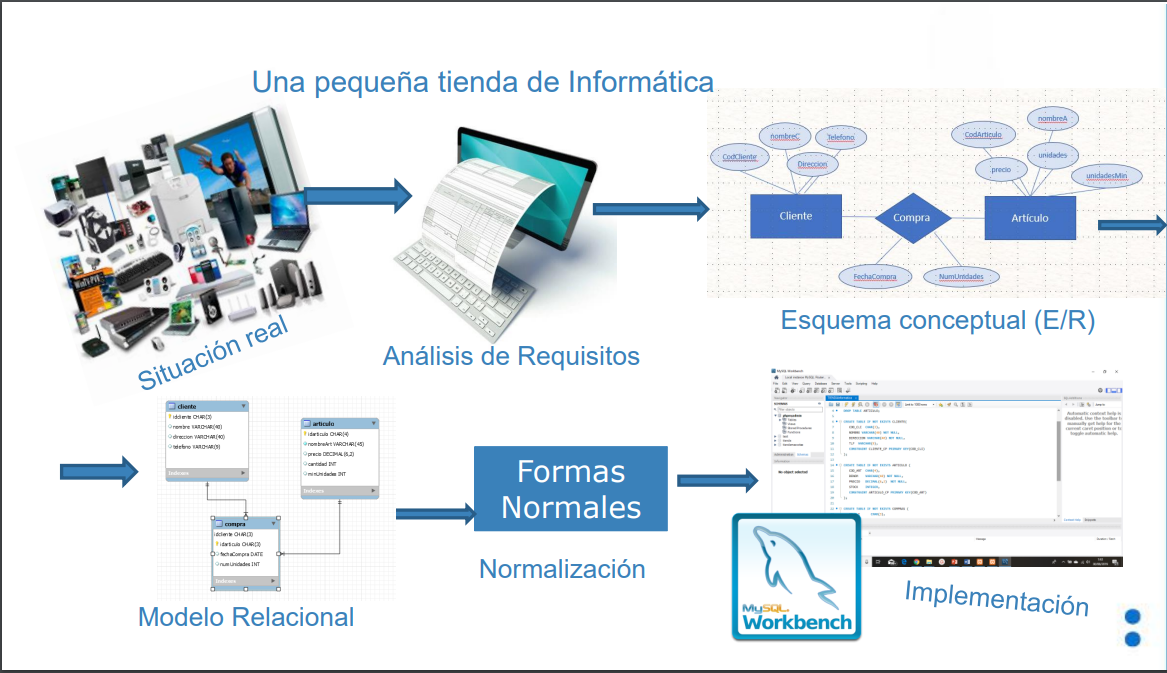 Una pequeña tienda de Informática
Situación real
Análisis de Requisitos
nombreC
Telefono
CodCliente
Direccion
Cliente
Compra
FechaCompra
NumUnidades
nombreA
CodArticulo
unidades
precio
unidadesMin
Artículo
Esquema conceptual (E/R)
cliente
idcliente CHAR(3)
nombre VARCHAR(40)
direccion VARCHAR(40)
telefono VARCHAR(9)
Indexes
articulo
idarticulo CHAR(4)
nombreArt VARCHAR(45)
precio DECIMAL(6,2)
cantidad INT
minUnidades INT
Indexes
compra
idcliente CHAR(3)
idarticulo CHAR(3)
fechaCompra DATE
numUnidades INT
Indexes
Modelo Relacional
Formas
Normales
Normalización
MySQL
Workbench
Implementación